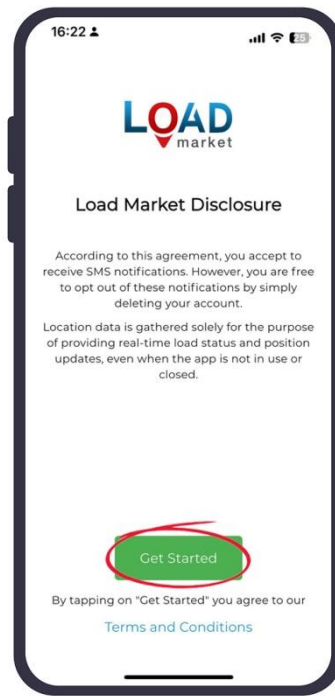 16:22
25
LOAD
market
Load Market Disclosure
According to this agreement, you accept to
receive SMS notifications. However, you are free
to opt out of these notifications by simply
deleting your account.
Location data is gathered solely for the purpose
of providing real-time load status and position
updates, even when the app is not in use or
closed.
Get Started
By tapping on "Get Started" you agree to our
Terms and Conditions